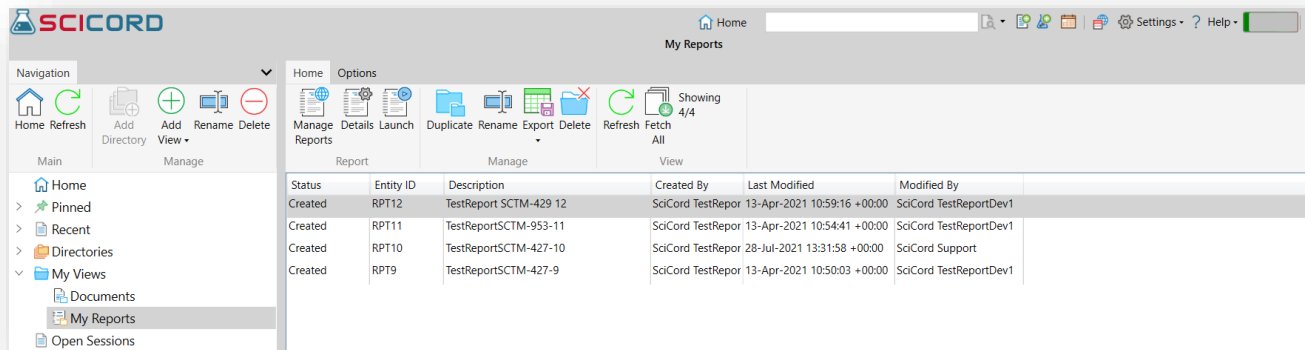 SCICORD
Home
Settings
? Help
My Reports
Navigation
Home Options
Home Refresh Add Directory Add View Rename Delete
Main Manage
Manage Reports Details Launch Duplicate Rename Export Delete Refresh Fetch All Showing 4/4
Report Manage View
Home
Pinned
Recent
Directories
My Views
Documents
My Reports
Open Sessions
Status Entity ID Description Created By Last Modified Modified By
Created RPT12 TestReport SCTM-429 12 SciCord TestRepor 13-Apr-2021 10:59:16 +00:00 SciCord TestReportDev1
Created RPT11 TestReportSCTM-953-11 SciCord TestRepor 13-Apr-2021 10:54:41 +00:00 SciCord TestReportDev1
Created RPT10 TestReportSCTM-427-10 SciCord TestRepor 28-Jul-2021 13:31:58 +00:00 SciCord Support
Created RPT9 TestReportSCTM-427-9 SciCord TestRepor 13-Apr-2021 10:50:03 +00:00 SciCord TestReportDev1